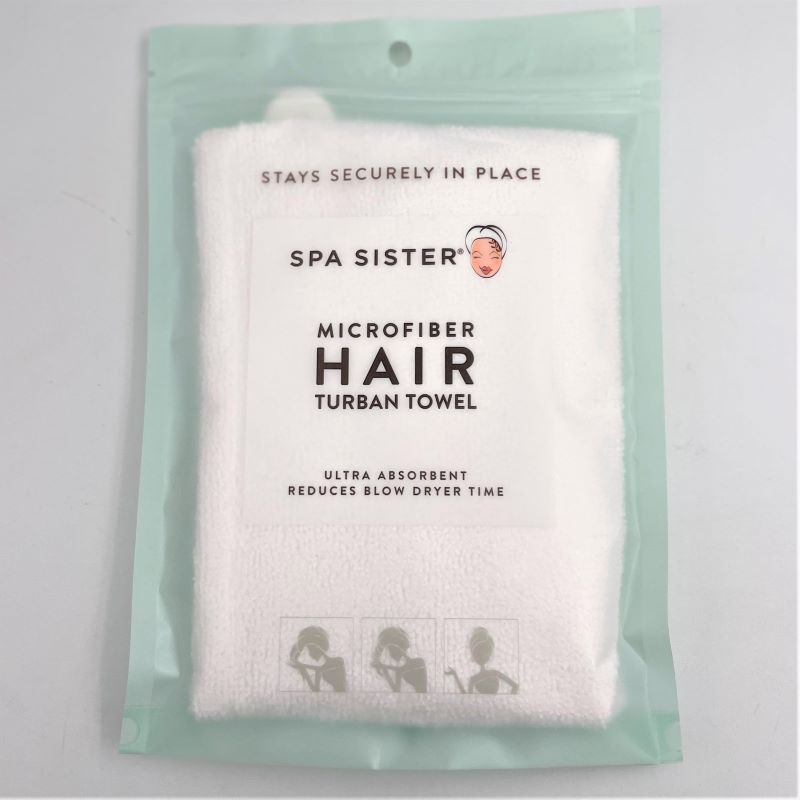 STAYS SECURELY IN PLACE
SPA SISTER®
MICROFIBER
HAIR
TURBAN TOWEL
ULTRA ABSORBENT
REDUCES BLOW DRYER TIME